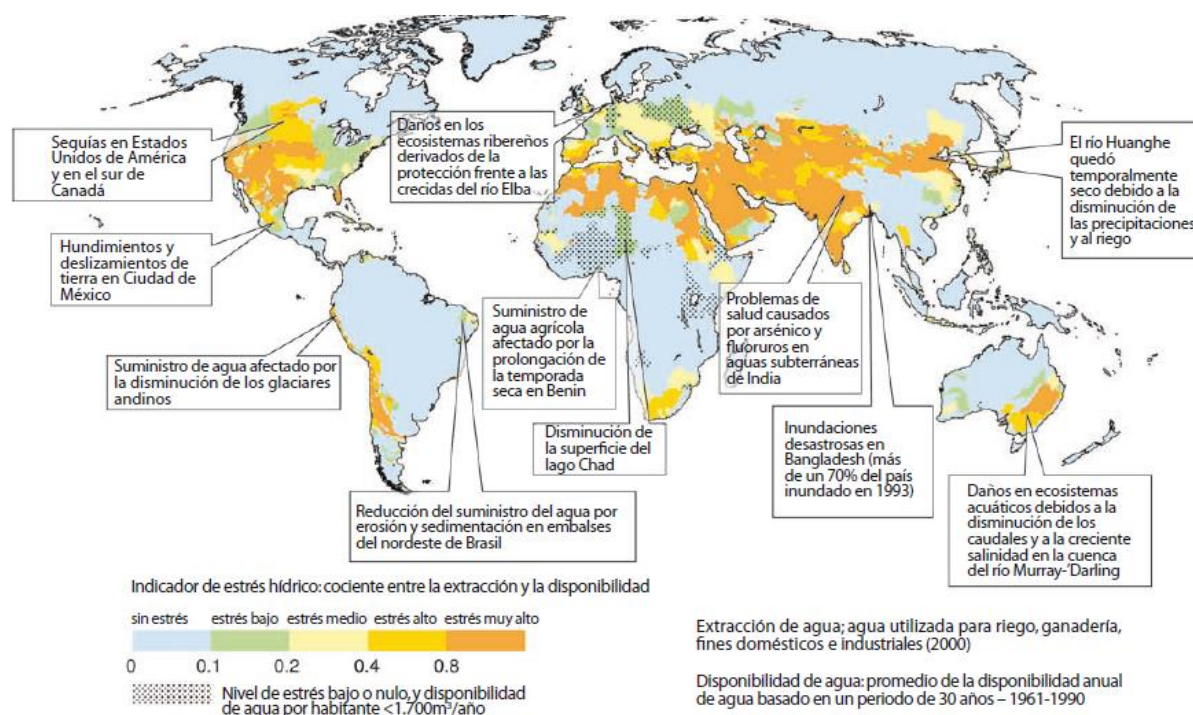 Sequías en Estados
Unidos de América
y en el sur de
Canadá
Danos en los
ecosistemas ribereños
derivados de la
protección frente a las
crecidas del río Elba
El río Huanghe
quedó
temporalmente
seco debido a la
disminución de
las precipitaciones
y al riego
Hundimientos y
deslizamientos de
tierra en Ciudad de
México
Suministro de agua afectado por
la disminución de los glaciares
andinos
Suministro de
agua agrícola
afectado por la
prolongación de
la temporada
seca en Benin
Problemas de
salud causados
por arsénico y
fluoruros en
aguas subterráneas
de India
Disminución de
la superficie del
lago Chad
Inundaciones
desastrosas en
Bangladesh (más
de un 70% del país
inundado en 1993)
Reducción del suministro del agua por
erosión y sedimentación en embalses
del nordeste de Brasil
Daños en ecosistemas
acuáticos debidos a la
disminución de los
caudales y a la creciente
salinidad en la cuenca
del río Murray-'Darling
Indicador de estrés hídrico: cociente entre la extracción y la disponibilidad
sin estrés estrés bajo estrés medio estrés alto estrés muy alto
0 0.1 0.2 0.4 0.8
Nivel de estrés bajo o nulo, y disponibilidad
de agua por habitante <1.700m³/año
Extracción de agua; agua utilizada para riego, ganadería,
fines domésticos e industriales (2000)
Disponibilidad de agua: promedio de la disponibilidad anual
de agua basado en un periodo de 30 años – 1961-1990